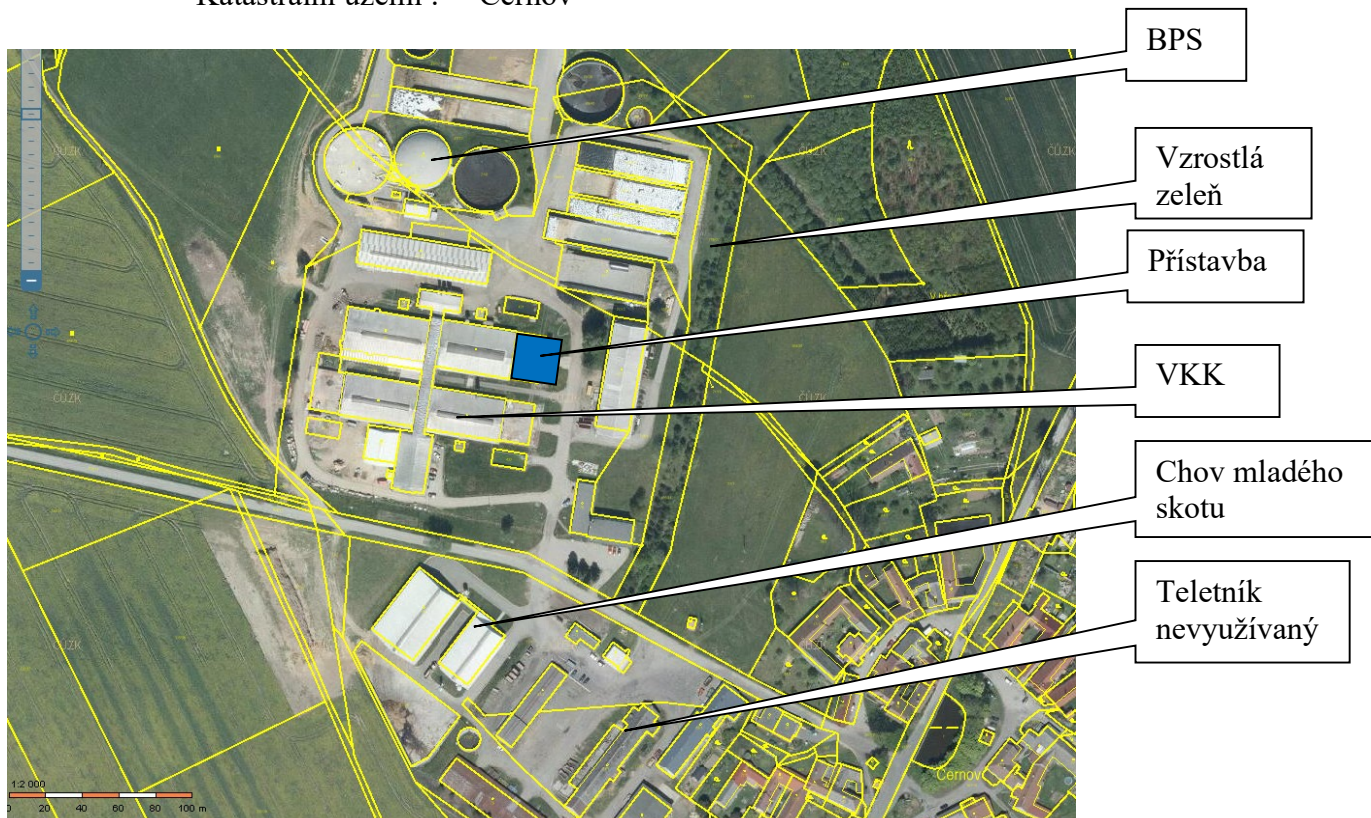 Katastrální území : Černov
BPS
Vzrostlá
zeleň
Přístavba
VKK
Chov mladého
skotu
Teletník
nevyužívaný
ČÚZK
ČÚZK
ČÚZK
ČÚZK
Černov
1:2 000
0 20 40 60 80 100 m